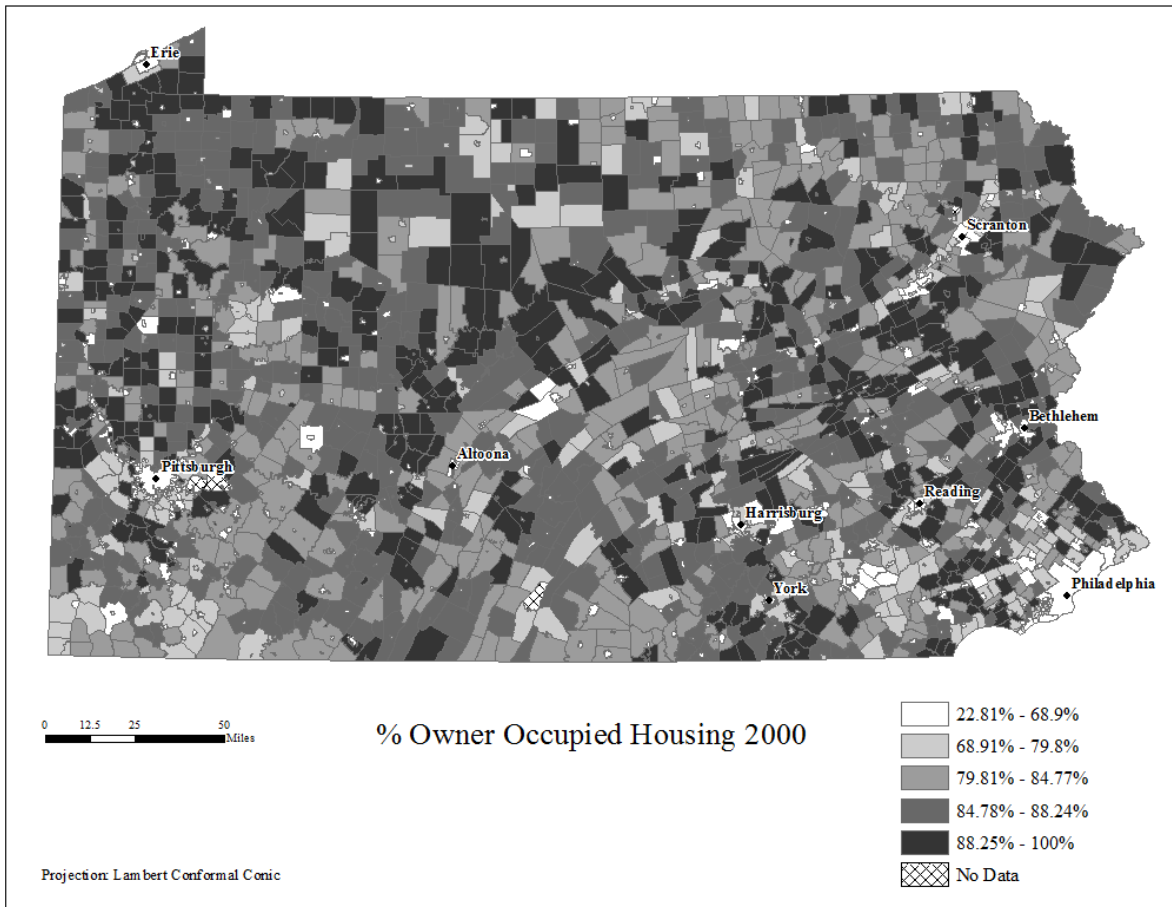 Erie
Scranton
Bethlehem
Altoona
Pittsburgh
Reading
Harrisburg
Philadelphia
York
0 12.5 25 50
Miles
% Owner Occupied Housing 2000
22.81% - 68.9%
68.91% - 79.8%
79.81% - 84.77%
84.78% - 88.24%
88.25% - 100%
No Data
Projection: Lambert Conformal Conic